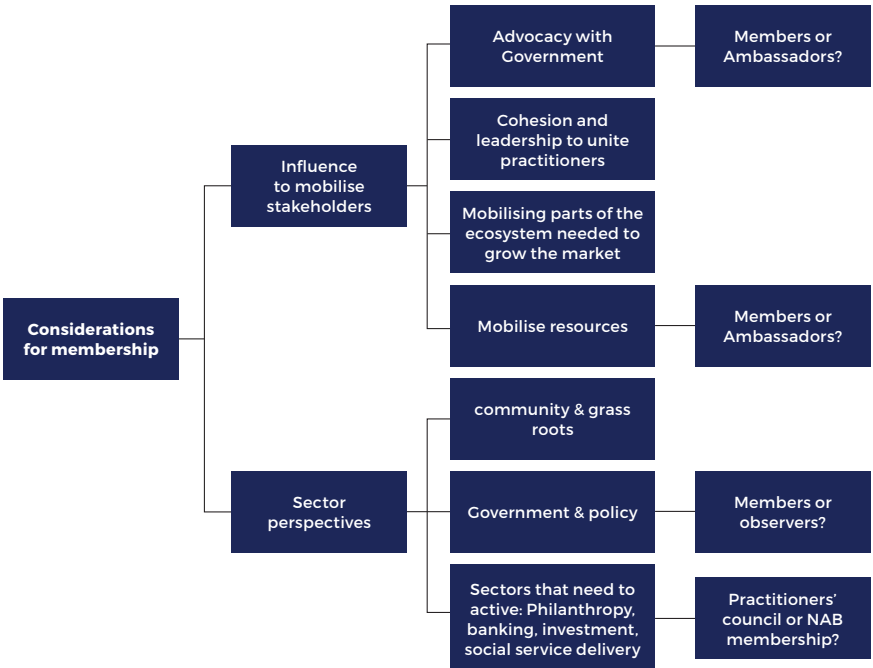 Considerations
for membership
Influence
to mobilise
stakeholders
Advocacy with
Government
Members or
Ambassadors?
Cohesion and
leadership to unite
practitioners
Mobilising parts of the
ecosystem needed to
grow the market
Mobilise resources
Members or
Ambassadors?
Sector
perspectives
community & grass
roots
Government & policy
Members or
observers?
Sectors that need to
active: Philanthropy,
banking, investment,
social service delivery
Practitioners’
council or NAB
membership?